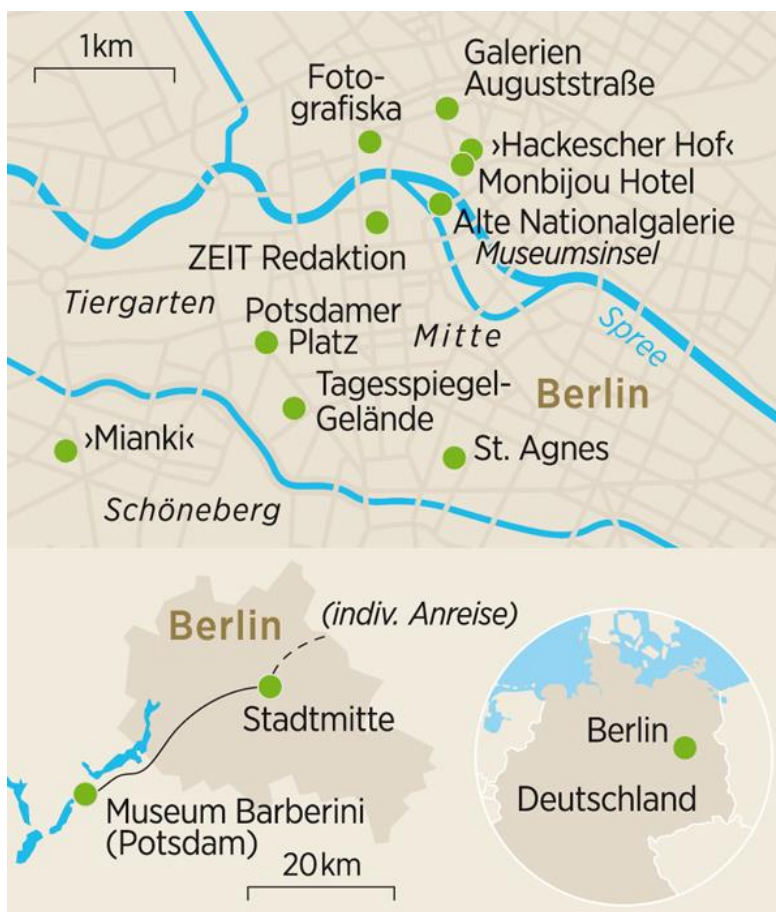 1km
Galerien
Auguststraße
Foto-
grafiska
›Hackescher Hof‹
Monbijou Hotel
Alte Nationalgalerie
Museumsinsel
ZEIT Redaktion
Tiergarten
Potsdamer
Platz
Mitte
Spree
Tagesspiegel-
Gelände
Berlin
›Mianki‹
St. Agnes
Schöneberg
Berlin
(indiv. Anreise)
Stadtmitte
Museum Barberini
(Potsdam)
20km
Berlin
Deutschland